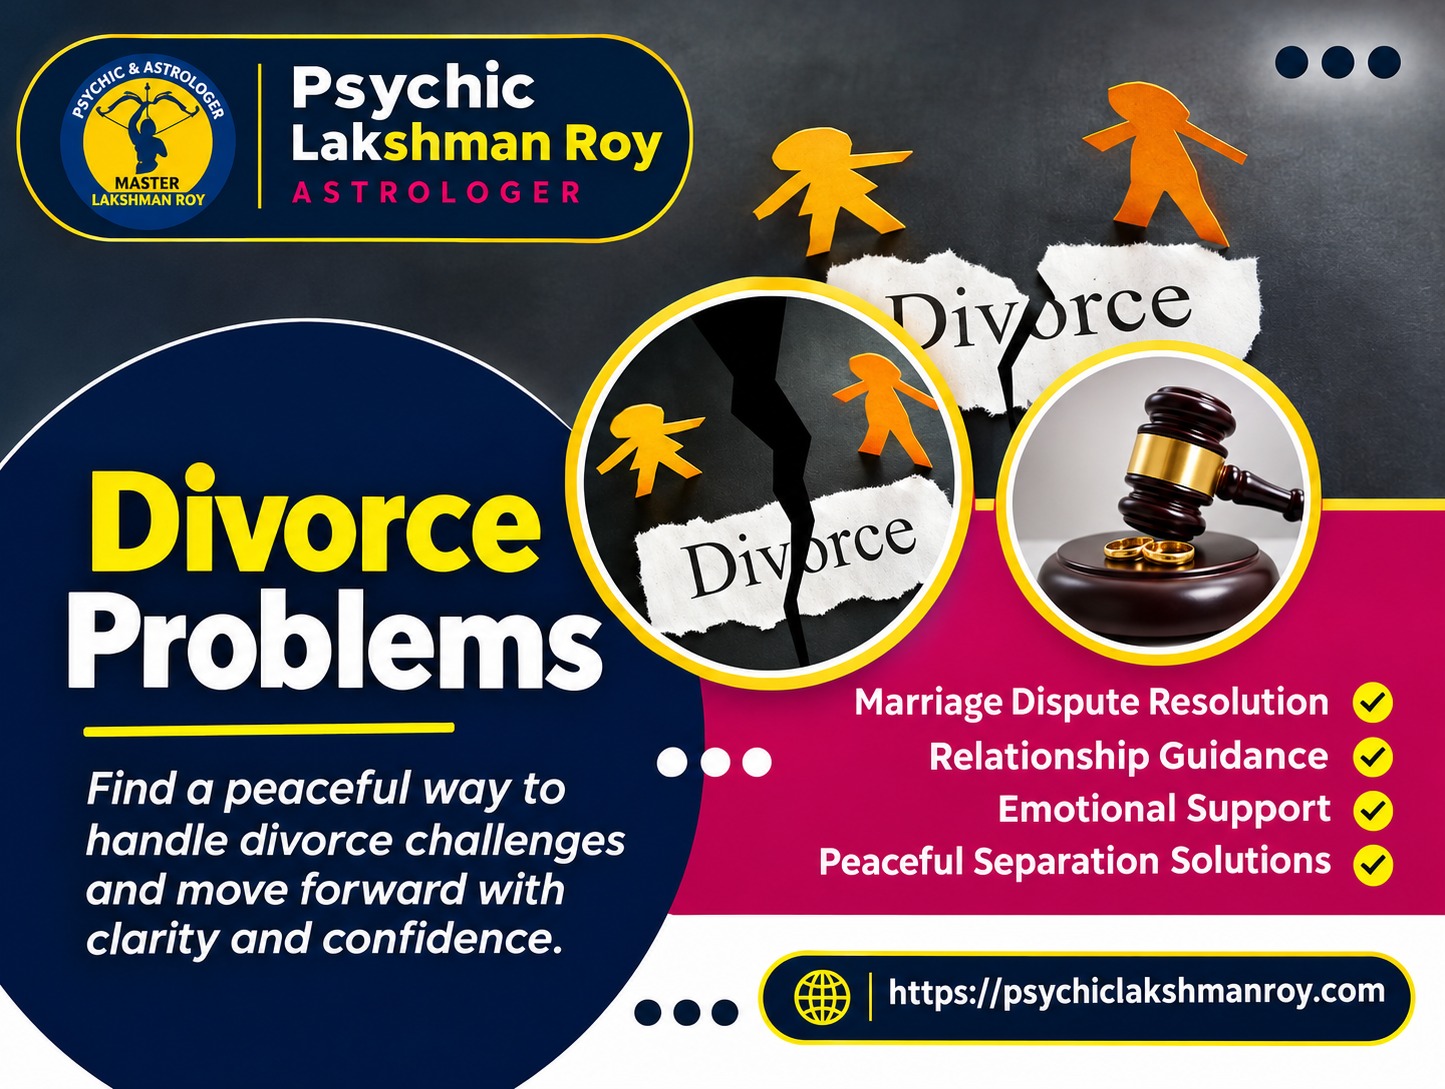 PSYCHIC & ASTROLOGER
MASTER
LAKSHMAN ROY
Psychic
Lakshman Roy
ASTROLOGER
Divorce
Divorce
Divorce
Problems
Find a peaceful way to
handle divorce challenges
and move forward with
clarity and confidence.
Marriage Dispute Resolution
Relationship Guidance
Emotional Support
Peaceful Separation Solutions
https://psychiclakshmanroy.com